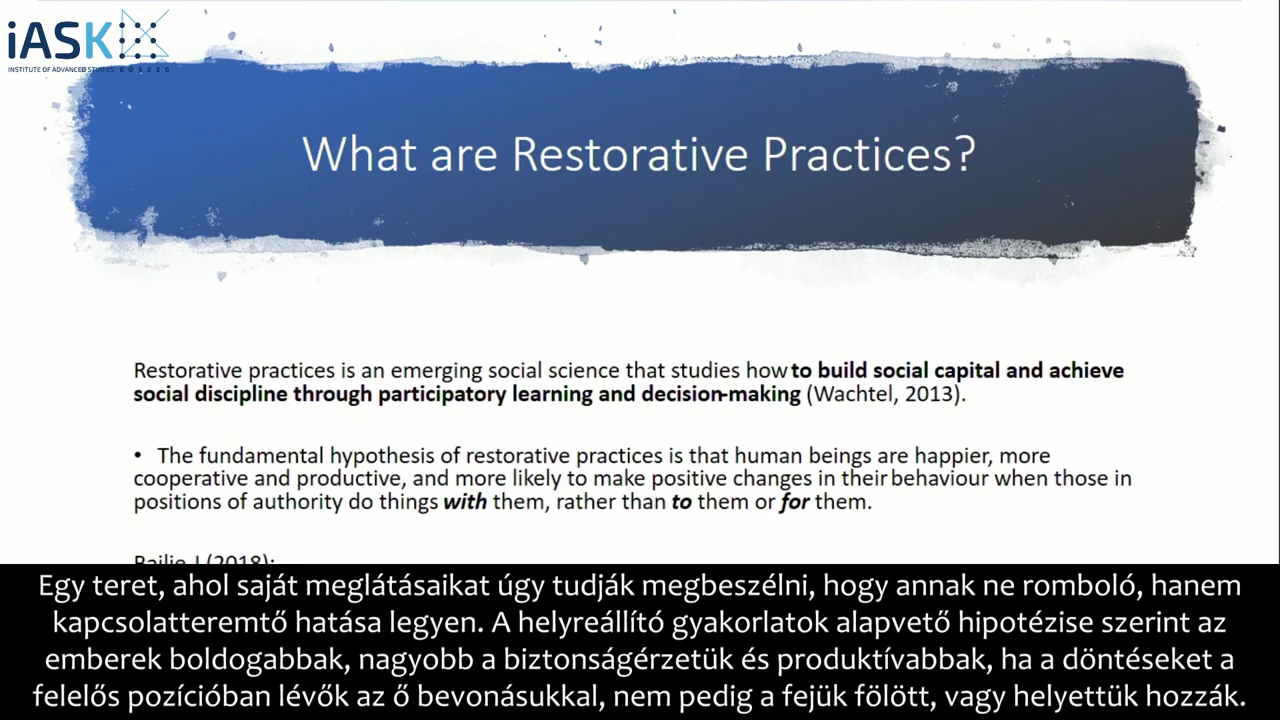 iASK
INSTITUTE OF ADVANCED STUDIES KŐSZEG
What are Restorative Practices?
Restorative practices is an emerging social science that studies how to build social capital and achieve
social discipline through participatory learning and decision-making (Wachtel, 2013).
• The fundamental hypothesis of restorative practices is that human beings are happier, more
cooperative and productive, and more likely to make positive changes in their behaviour when those in
positions of authority do things with them, rather than to them or for them.
Bailie J (2018):
Egy teret, ahol saját meglátásaikat úgy tudják megbeszélni, hogy annak ne romboló, hanem
kapcsolatteremtő hatása legyen. A helyreállító gyakorlatok alapvető hipotézise szerint az
emberek boldogabbak, nagyobb a biztonságérzetük és produktívabbak, ha a döntéseket a
felelős pozícióban lévők az ő bevonásukkal, nem pedig a fejük fölött, vagy helyettük hozzák.